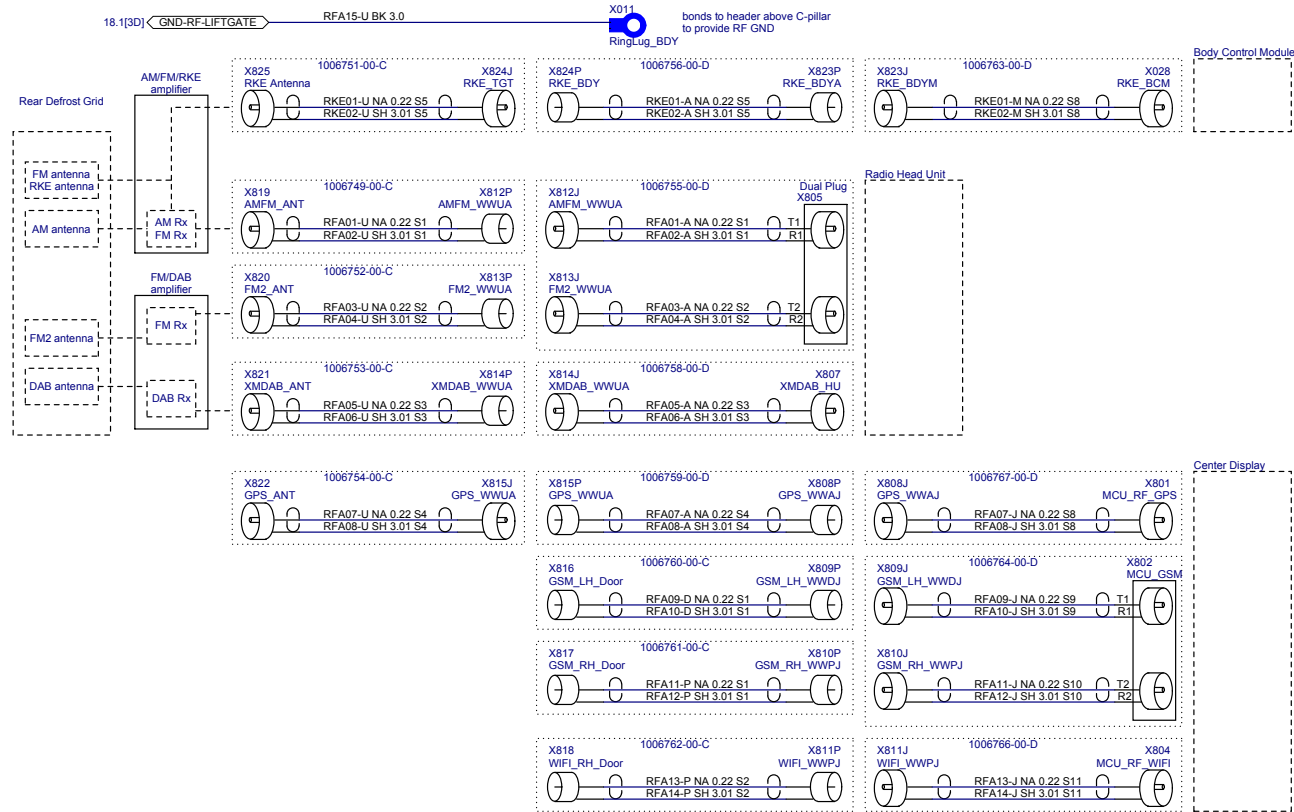 18.1[3D]
GND-RF-LIFTGATE
RFA15-U BK 3.0
X011
RingLug_BDY
bonds to header above C-pillar
to provide RF GND
Body Control Module
Rear Defrost Grid
AM/FM/RKE
amplifier
1006751-00-C
X825
RKE Antenna
X824J
RKE_TGT
RKE01-U NA 0.22 S5
RKE02-U SH 3.01 S5
1006756-00-D
X824P
RKE_BDY
X823P
RKE_BDYA
RKE01-A NA 0.22 S5
RKE02-A SH 3.01 S5
1006763-00-D
X823J
RKE_BDYM
X028
RKE_BCM
RKE01-M NA 0.22 S8
RKE02-M SH 3.01 S8
FM antenna
RKE antenna
AM antenna
AM Rx
FM Rx
1006749-00-C
X819
AMFM_ANT
X812P
AMFM_WWUA
RFA01-U NA 0.22 S1
RFA02-U SH 3.01 S1
1006755-00-D
X812J
AMFM_WWUA
Dual Plug
X805
RFA01-A NA 0.22 S1
T1
RFA02-A SH 3.01 S1
R1
Radio Head Unit
FM/DAB
amplifier
FM Rx
FM2 antenna
1006752-00-C
X820
FM2_ANT
X813P
FM2_WWUA
RFA03-U NA 0.22 S2
RFA04-U SH 3.01 S2
X813J
FM2_WWUA
RFA03-A NA 0.22 S2
T2
RFA04-A SH 3.01 S2
R2
DAB antenna
DAB Rx
1006753-00-C
X821
XMDAB_ANT
X814P
XMDAB_WWUA
RFA05-U NA 0.22 S3
RFA06-U SH 3.01 S3
1006758-00-D
X814J
XMDAB_WWUA
X807
XMDAB_HU
RFA05-A NA 0.22 S3
RFA06-A SH 3.01 S3
Center Display
1006754-00-C
X822
GPS_ANT
X815J
GPS_WWUA
RFA07-U NA 0.22 S4
RFA08-U SH 3.01 S4
1006759-00-D
X815P
GPS_WWUA
X808P
GPS_WWAJ
RFA07-A NA 0.22 S4
RFA08-A SH 3.01 S4
1006767-00-D
X808J
GPS_WWAJ
X801
MCU_RF_GPS
RFA07-J NA 0.22 S8
RFA08-J SH 3.01 S8
1006760-00-C
X816
GSM_LH_Door
X809P
GSM_LH_WWDJ
RFA09-D NA 0.22 S1
RFA10-D SH 3.01 S1
1006764-00-D
X809J
GSM_LH_WWDJ
X802
MCU_GSM
RFA09-J NA 0.22 S9
T1
RFA10-J SH 3.01 S9
R1
1006761-00-C
X817
GSM_RH_Door
X810P
GSM_RH_WWPJ
RFA11-P NA 0.22 S1
RFA12-P SH 3.01 S1
X810J
GSM_RH_WWPJ
RFA11-J NA 0.22 S10
T2
RFA12-J SH 3.01 S10
R2
1006762-00-C
X818
WIFI_RH_Door
X811P
WIFI_WWPJ
RFA13-P NA 0.22 S2
RFA14-P SH 3.01 S2
1006766-00-D
X811J
WIFI_WWPJ
X804
MCU_RF_WIFI
RFA13-J NA 0.22 S11
RFA14-J SH 3.01 S11